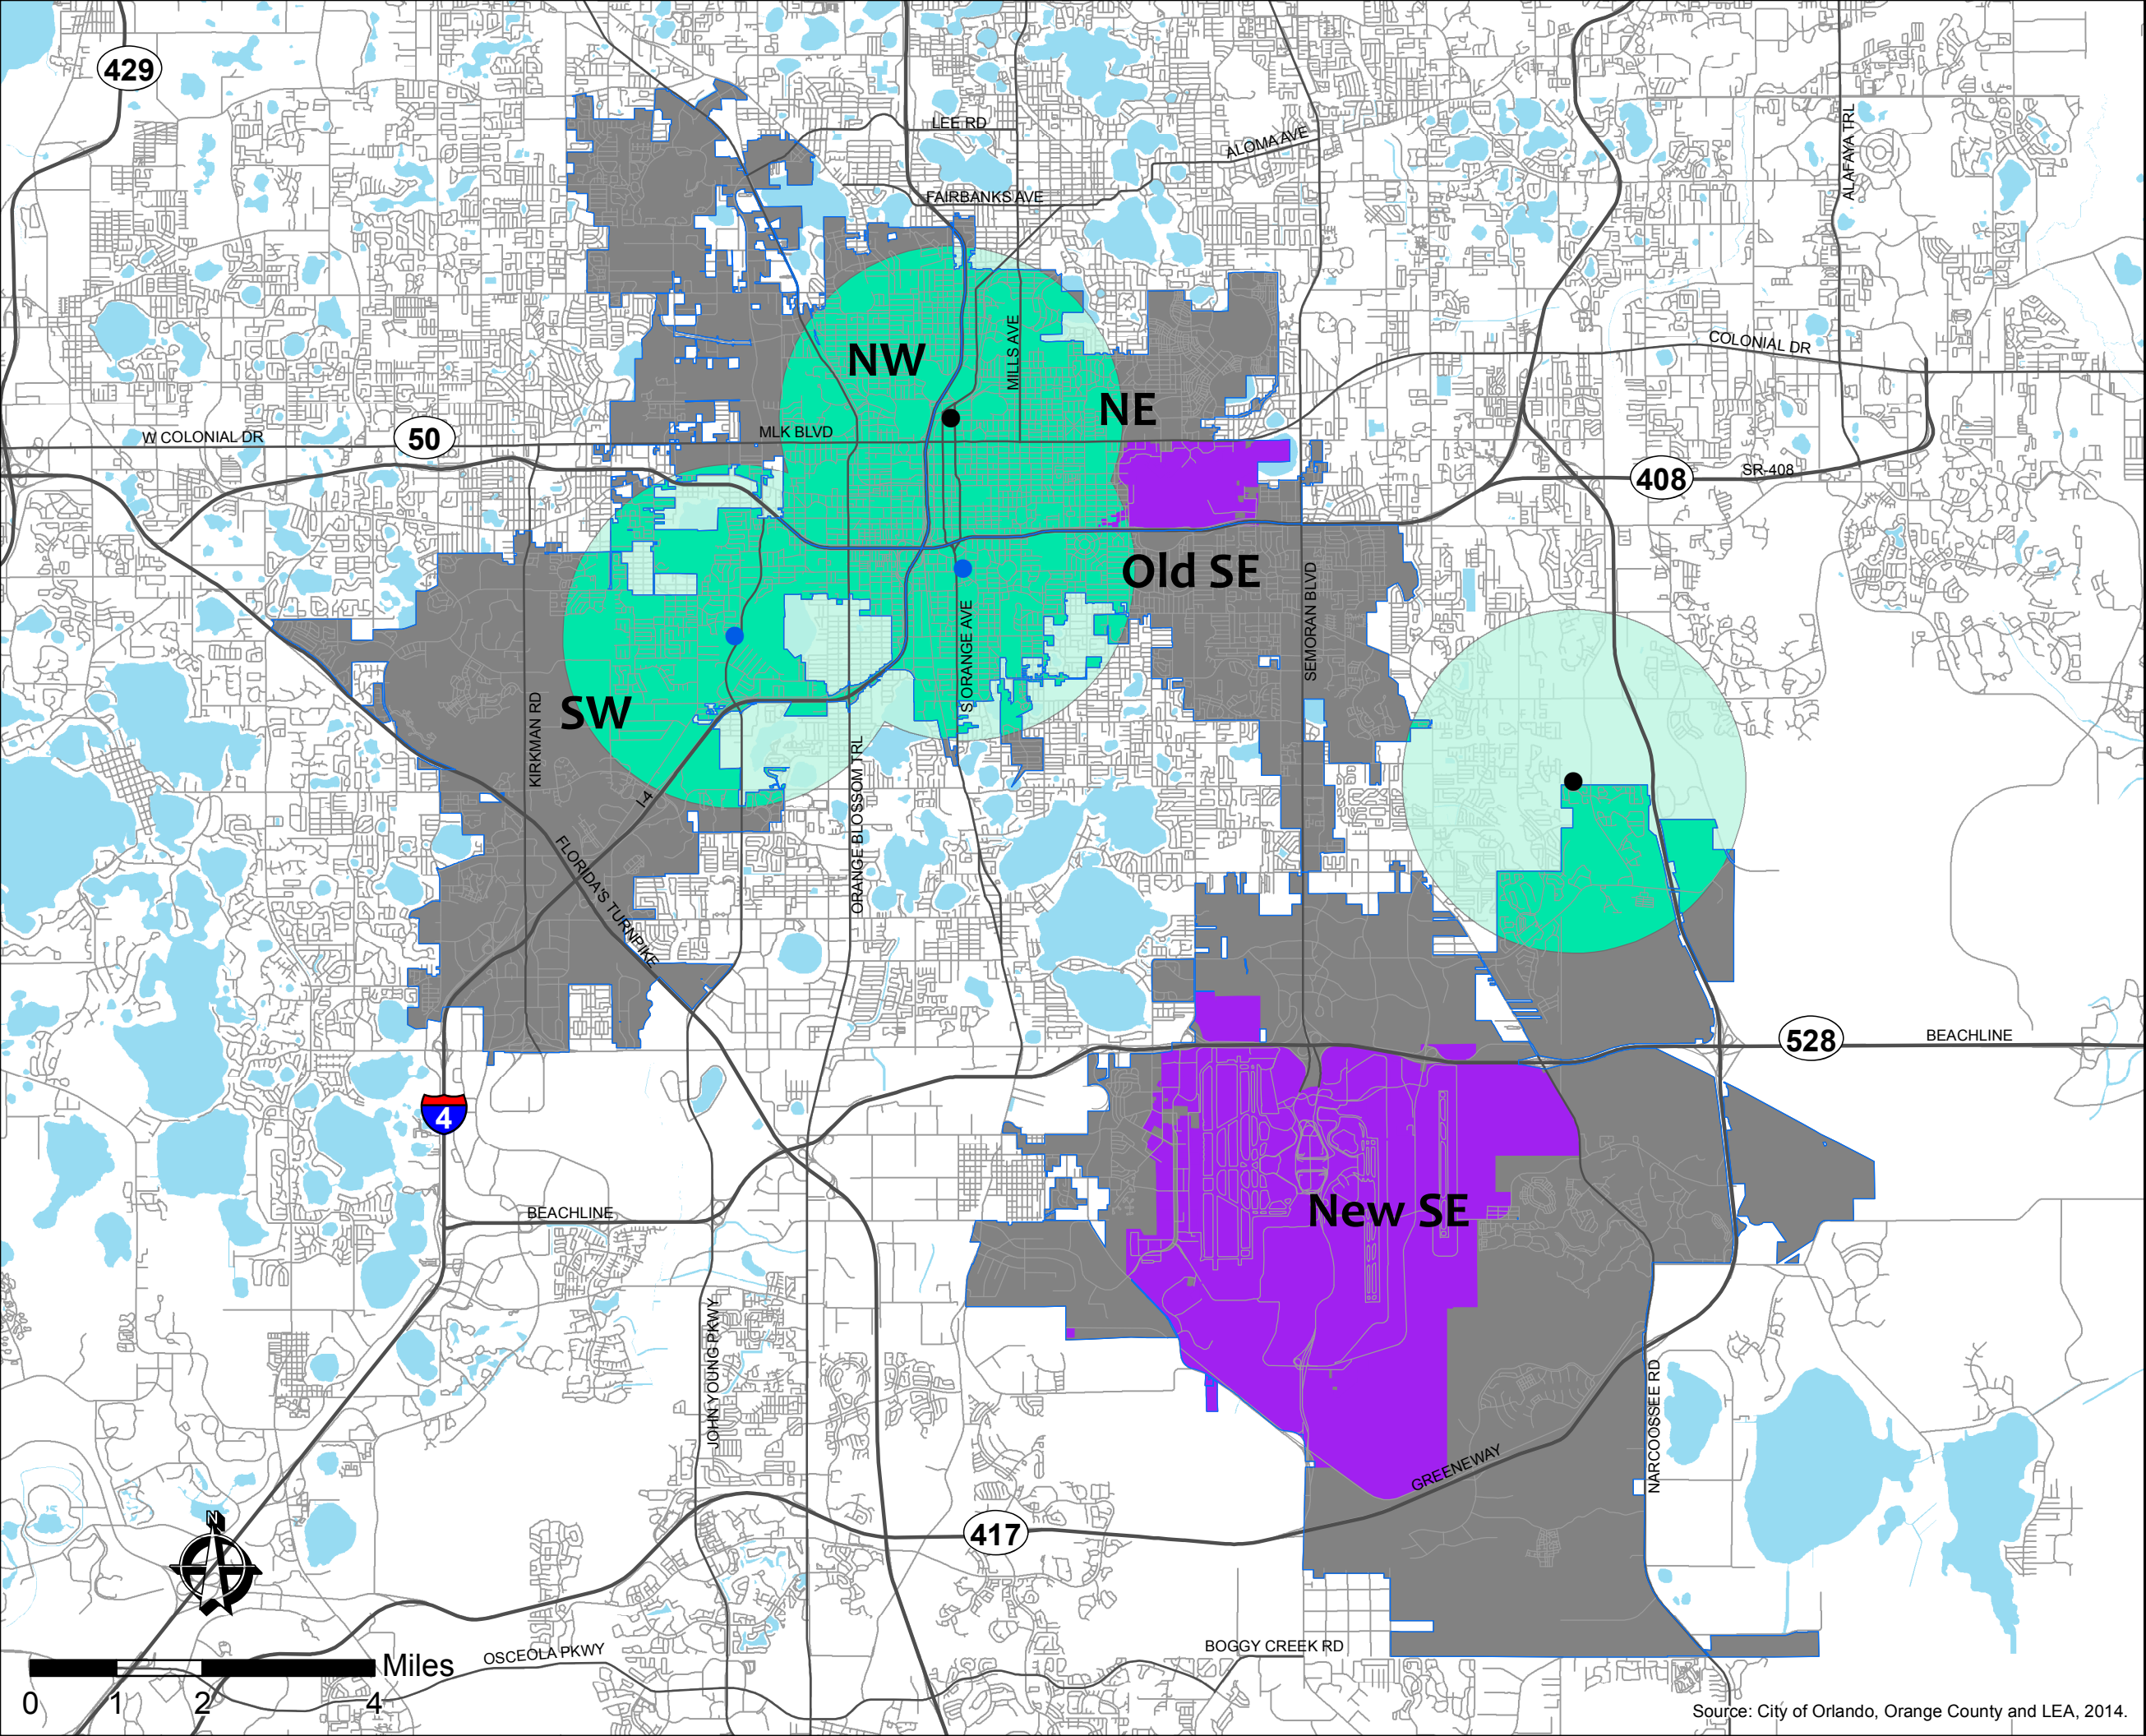 429
LEE RD
ALOMA AVE
ALAFAYA TRL
FAIRBANKS AVE
NW
MILLS AVE
COLONIAL DR
NE
W COLONIAL DR
50
MLK BLVD
408
SR-408
Old SE
SEMORAN BLVD
S ORANGE AVE
SW
KIRKMAN RD
I-4
ORANGE BLOSSOM TRL
FLORIDA'S TURNPIKE
528
BEACHLINE
4
BEACHLINE
New SE
JOHN YOUNG PKWY
NARCOOSSEE RD
GREENEWAY
N
417
OSCEOLA PKWY
BOGGY CREEK RD
Miles
0 1 2 4
Source: City of Orlando, Orange County and LEA, 2014.